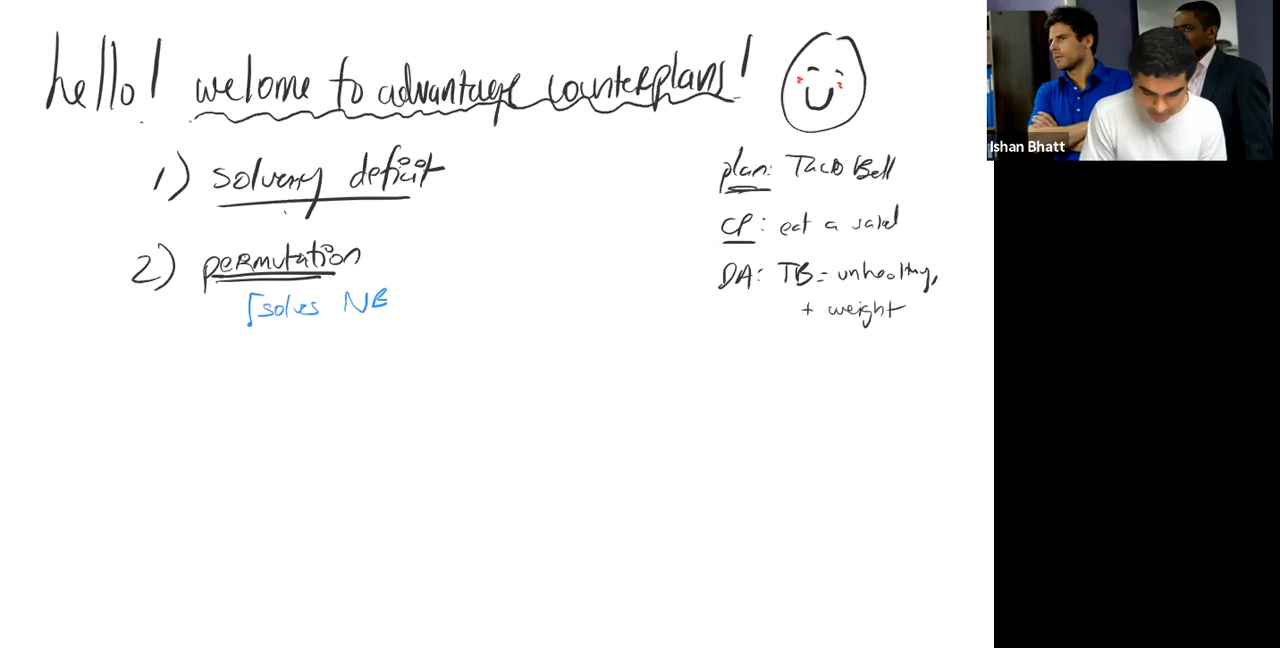 hello! welome to advantage counterplans!
1) solvency deficit
2) permutation
solves NB
plan: Taco Bell
CP: eat a salad
DA: TB = unhealthy,
+ weight
Ishan Bhatt